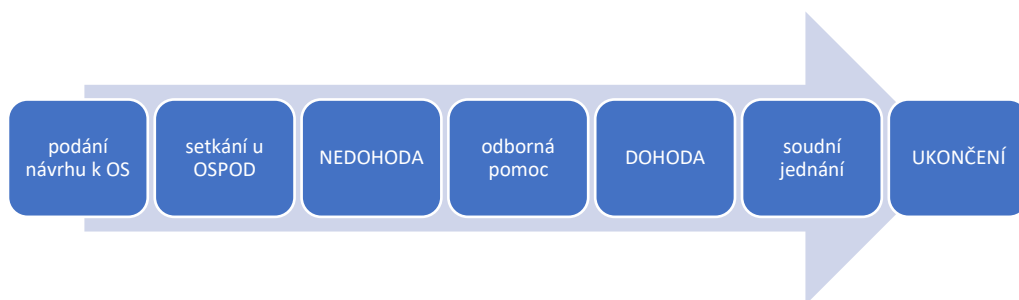 podání
návrhu k OS
setkání u
OSPOD
NEDOHODA
odborná
pomoc
DOHODA
soudní
jednání
UKONČENÍ